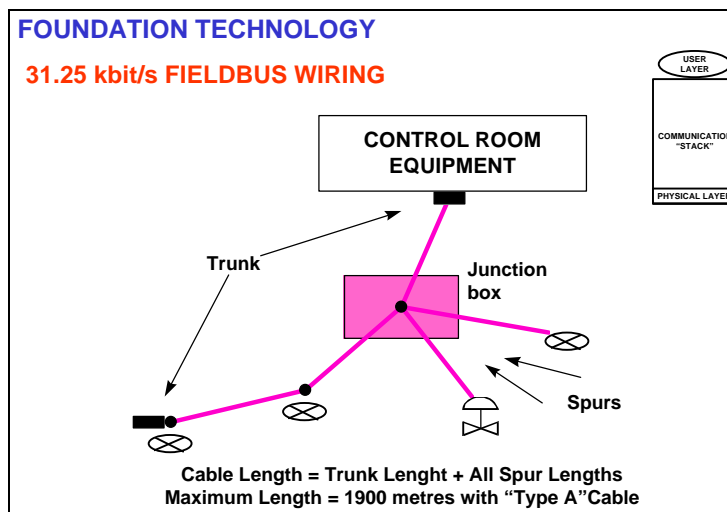 FOUNDATION TECHNOLOGY
31.25 kbit/s FIELDBUS WIRING
USER
LAYER
COMMUNICATION
“STACK”
PHYSICAL LAYER
CONTROL ROOM
EQUIPMENT
Trunk
Junction
box
Spurs
Cable Length = Trunk Lenght + All Spur Lengths
Maximum Length = 1900 metres with “Type A”Cable